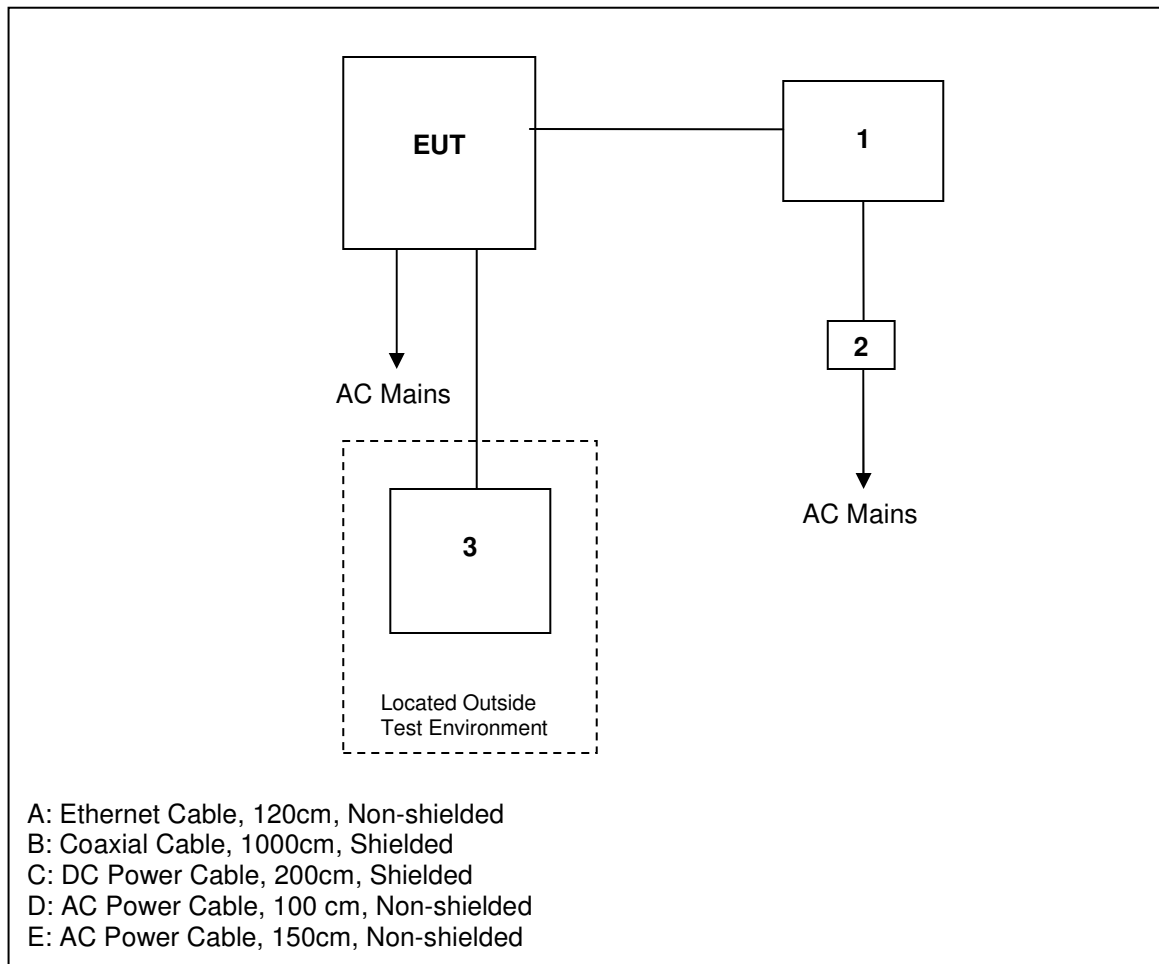 EUT
1
2
AC Mains
3
AC Mains
Located Outside
Test Environment
A: Ethernet Cable, 120cm, Non-shielded
B: Coaxial Cable, 1000cm, Shielded
C: DC Power Cable, 200cm, Shielded
D: AC Power Cable, 100 cm, Non-shielded
E: AC Power Cable, 150cm, Non-shielded